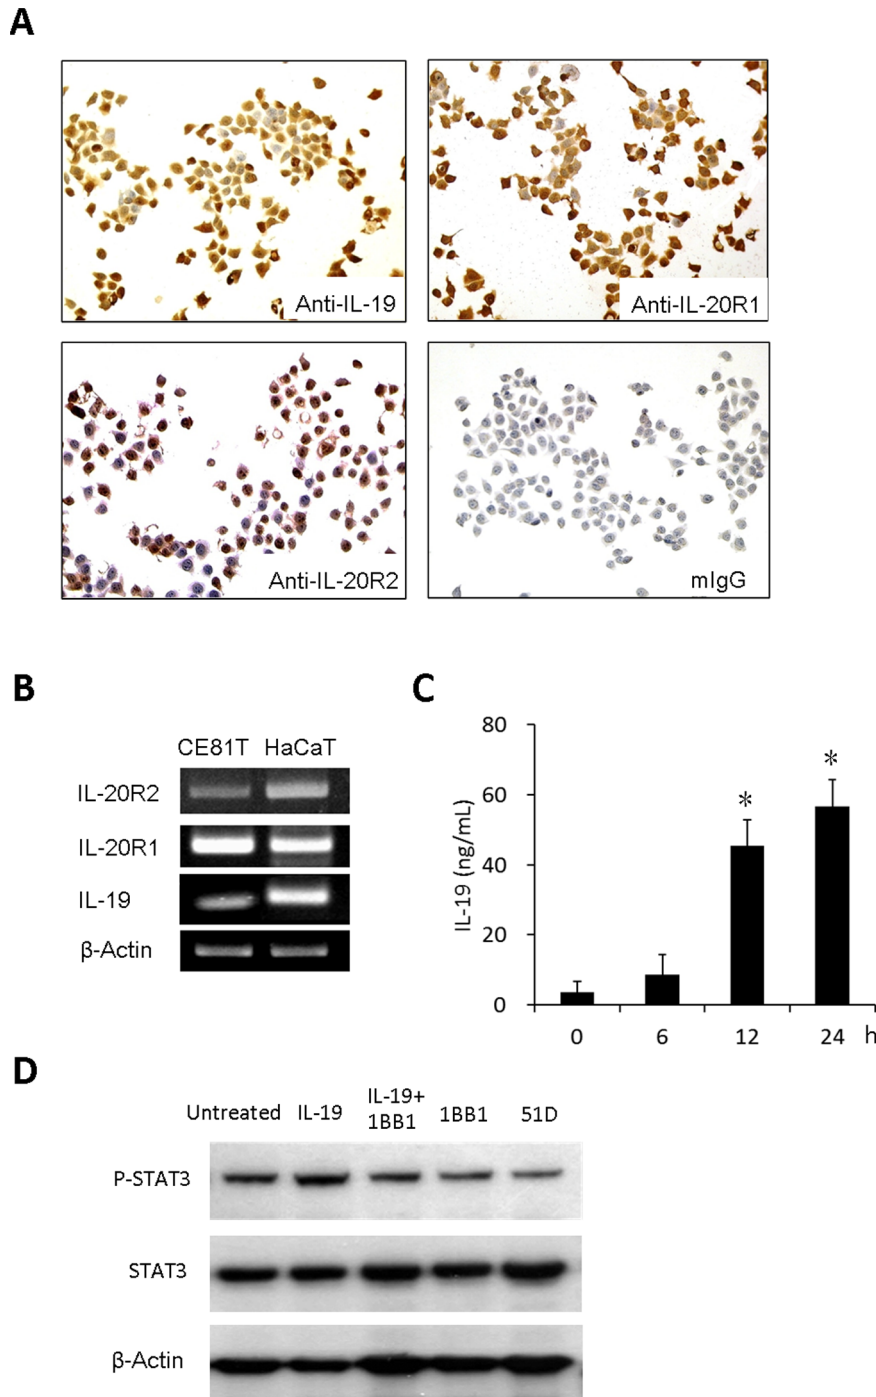 A
Anti-IL-19
Anti-IL-20R1
Anti-IL-20R2
mIgG
B
CE81T HaCaT
IL-20R2
IL-20R1
IL-19
β-Actin
C
IL-19 (ng/mL)
80
60
40
20
0
*
*
0 6 12 24 h
D
Untreated IL-19 IL-19+ 1BB1 51D
1BB1
P-STAT3
STAT3
β-Actin